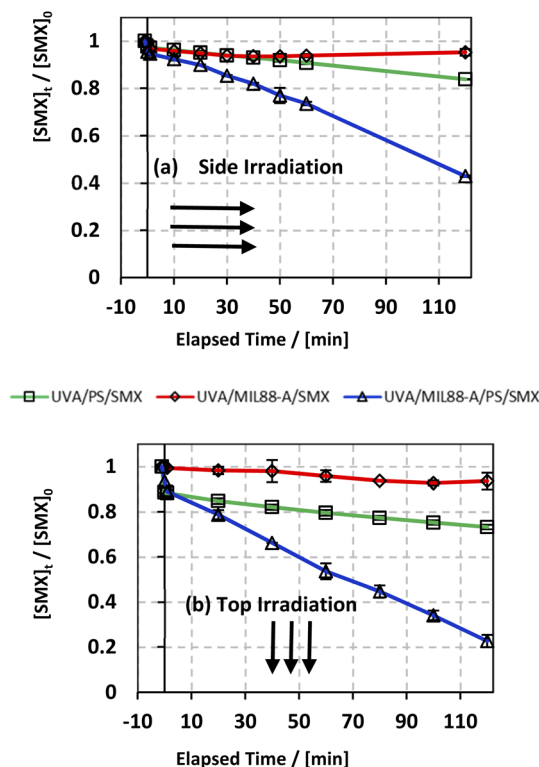 1
0.8
0.6
0.4
0.2
0
[SMX]t / [SMX]0
(a) Side Irradiation
-10 10 30 50 70 90 110
Elapsed Time / [min]
UVA/PS/SMX UVA/MIL88-A/SMX UVA/MIL88-A/PS/SMX
1
0.8
0.6
0.4
0.2
0
[SMX]t / [SMX]0
(b) Top Irradiation
-10 10 30 50 70 90 110
Elapsed Time / [min]